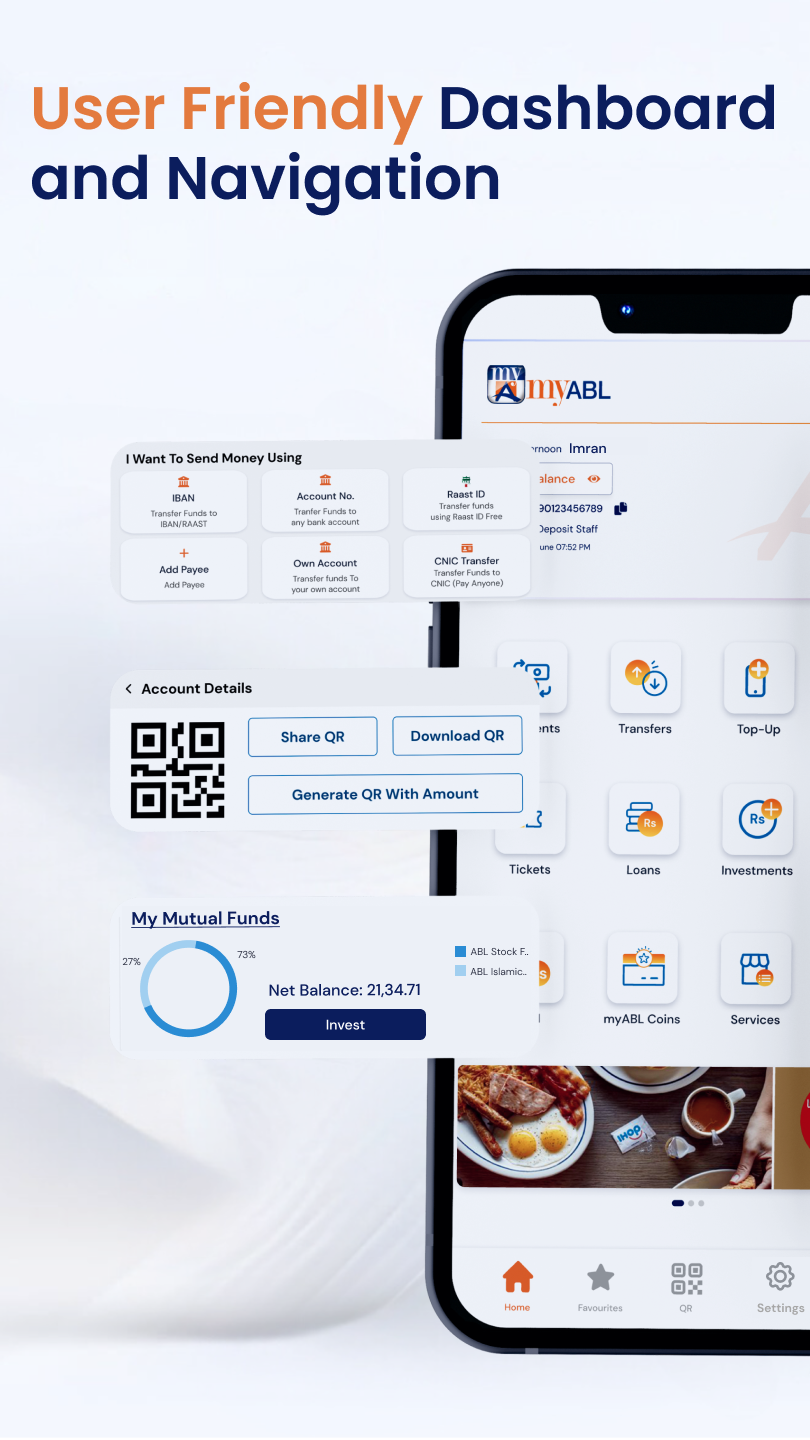 User Friendly Dashboard
and Navigation
my
myABL
I Want To Send Money Using
IBAN
Transfer Funds to
IBAN/RAAST
Account No.
Tranfer Funds to
any bank account
Raast ID
Transfer funds
using Raast ID Free
Add Payee
Add Payee
Own Account
Transfer funds To
your own account
CNIC Transfer
Transfer Funds to
CNIC (Pay Anyone)
Imran
90123456789
Deposit Staff
07:52 PM
Transfers
Top-Up
Account Details
Share QR
Download QR
Generate QR With Amount
Rs
Rs
Tickets
Loans
Investments
My Mutual Funds
27%
73%
ABL Stock F..
ABL Islamic..
Net Balance: 21,34.71
Invest
myABL Coins
Services
IHOP
Home
Favourites
QR
Settings